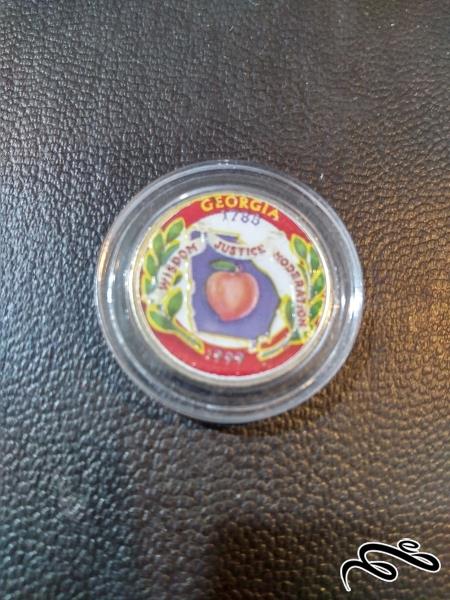 GEORGIA
1788
WISDOM JUSTICE MODERATION
1999